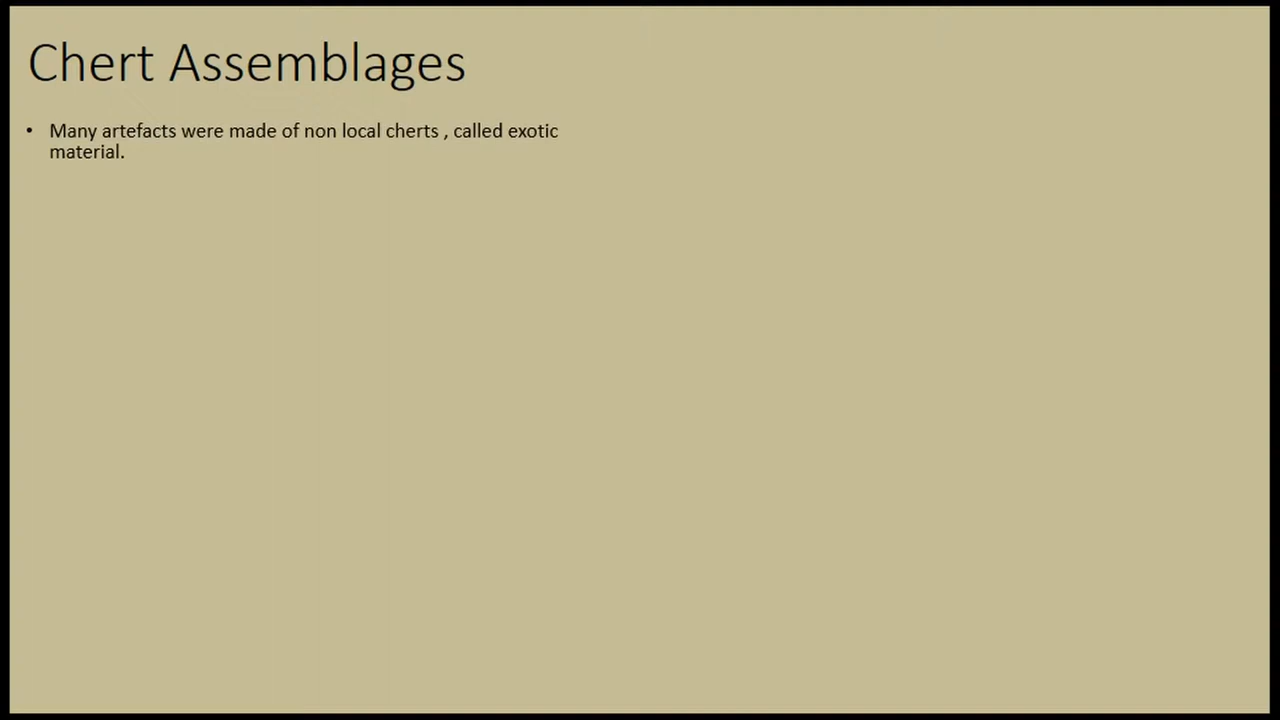 Chert Assemblages
• Many artefacts were made of non local cherts , called exotic
material.